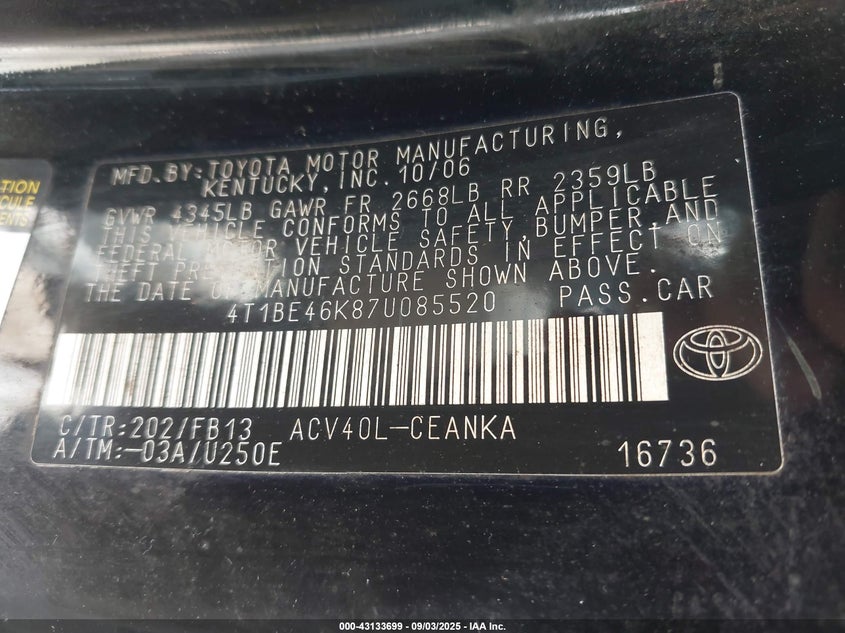 MFD.BY:TOYOTA MOTOR MANUFACTURING,
KENTUCKY, INC. 10/06
GVWR 4345LB GAWR FR 2668LB RR 2359LB
THIS VEHICLE CONFORMS TO ALL APPLICABLE
FEDERAL MOTOR VEHICLE SAFETY,BUMPER,AND
THEFT PREVENTION STANDARDS IN EFFECT ON
THE DATE OF MANUFACTURE SHOWN ABOVE.
4T1BE46K87U085520 PASS.CAR
C/TR:202/FB13 ACV40L-CEANKA
A/TM:-03A/U250E 16736
000-43133699 - 09/03/2025 - IAA Inc.